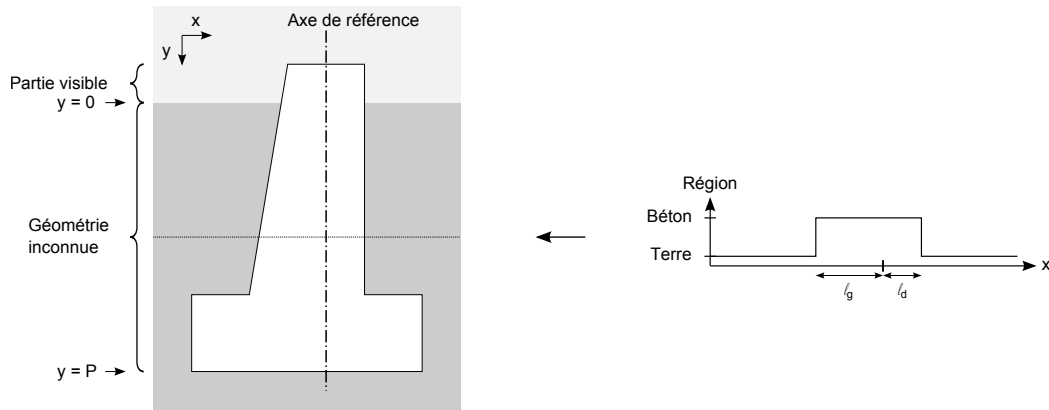 x
Axe de référence
y
Partie visible
y = 0
Géométrie
inconnue
y = P
Région
Béton
Terre
x
ℓg
ℓd